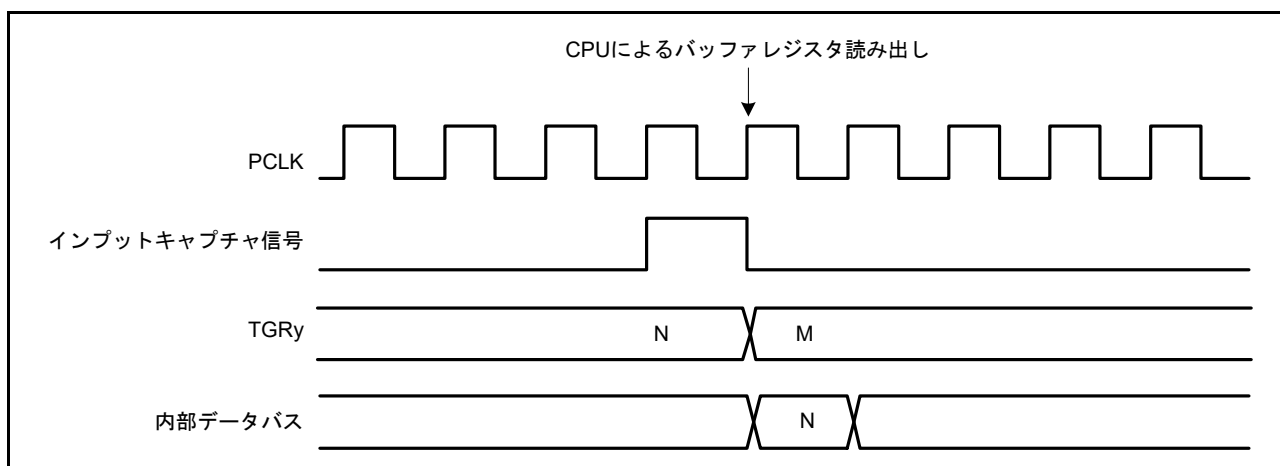 CPUによるバッファレジスタ読み出し
PCLK
インプットキャプチャ信号
TGRy
N
M
内部データバス
N